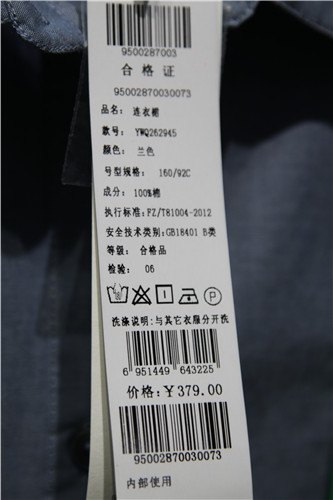 9500287003
合格证
95002870030073
品名: 连衣裙
款号: YWQ262945
颜色: 兰色
号型规格: 160/92C
成分: 100%棉
执行标准: FZ/T81004-2012
安全技术类别:GB18401 B类
等级: 合格品
检验: 06
P
洗涤说明:与其它衣服分开洗
6 951449 643225
价格:￥379.00
95002870030073
内部使用